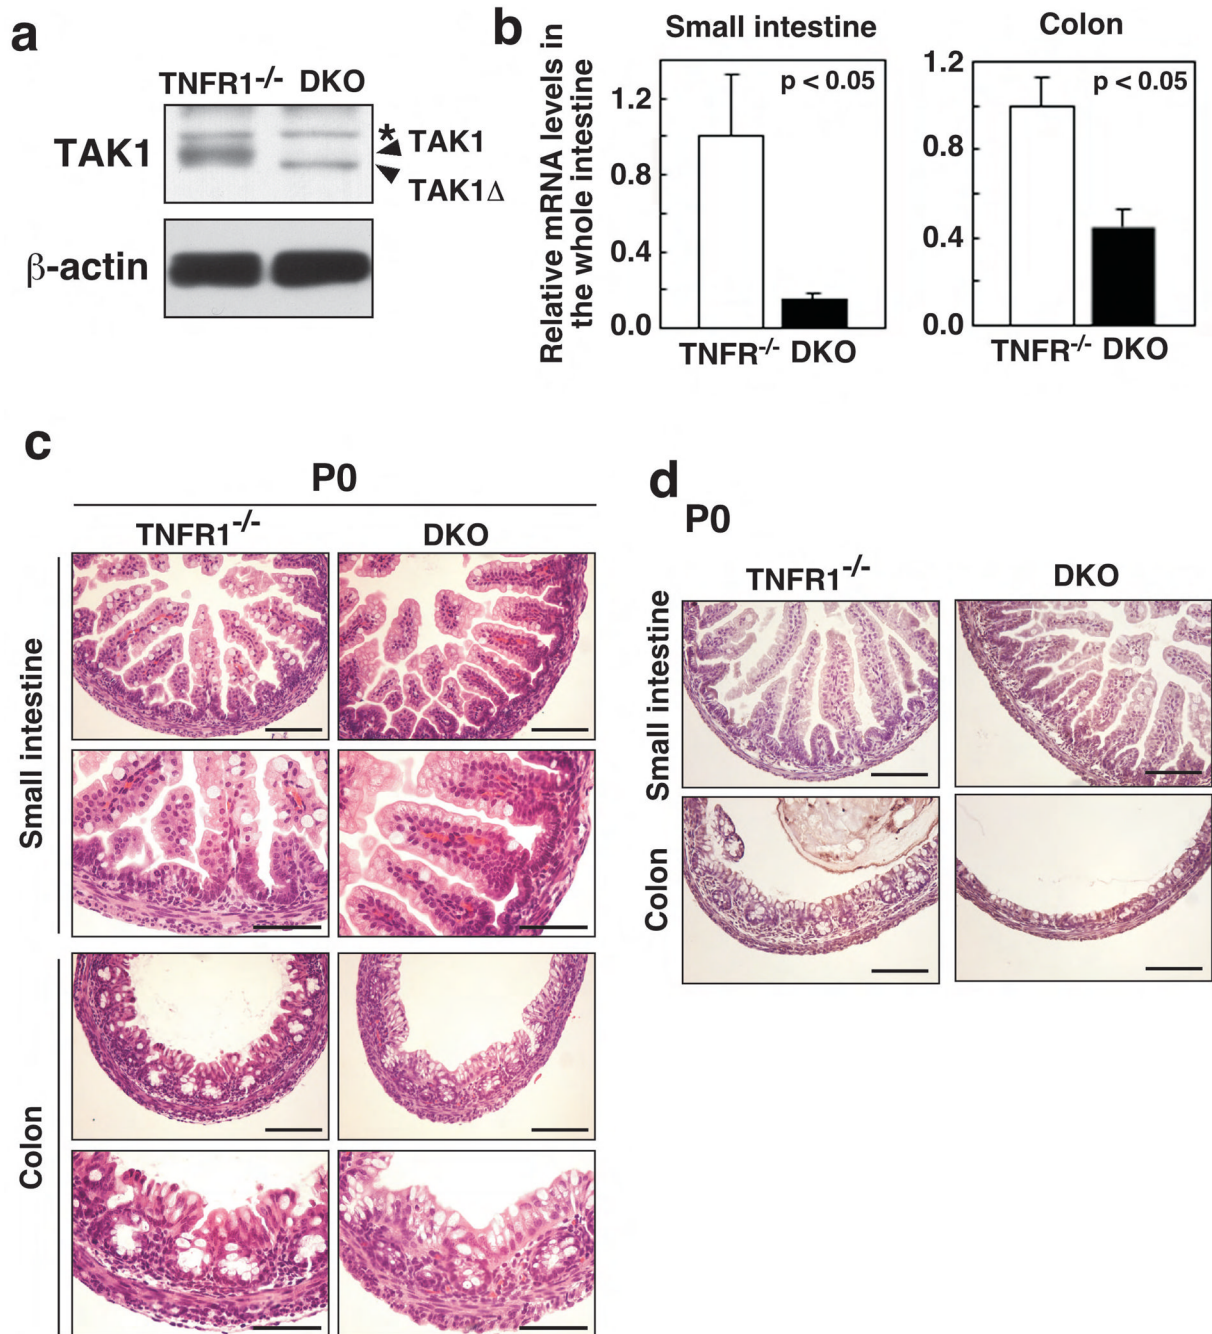 a
TNFR1-/- DKO
TAK1
* TAK1
TAK1Δ
β-actin
b
Small intestine
Colon
Relative mRNA levels in
the whole intestine
p < 0.05
1.2
0.8
0.4
0.0
TNFR-/- DKO
p < 0.05
1.2
0.8
0.4
0.0
TNFR-/- DKO
c
P0
TNFR1-/-
DKO
Small intestine
Colon
d
P0
TNFR1-/-
DKO
Small intestine
Colon